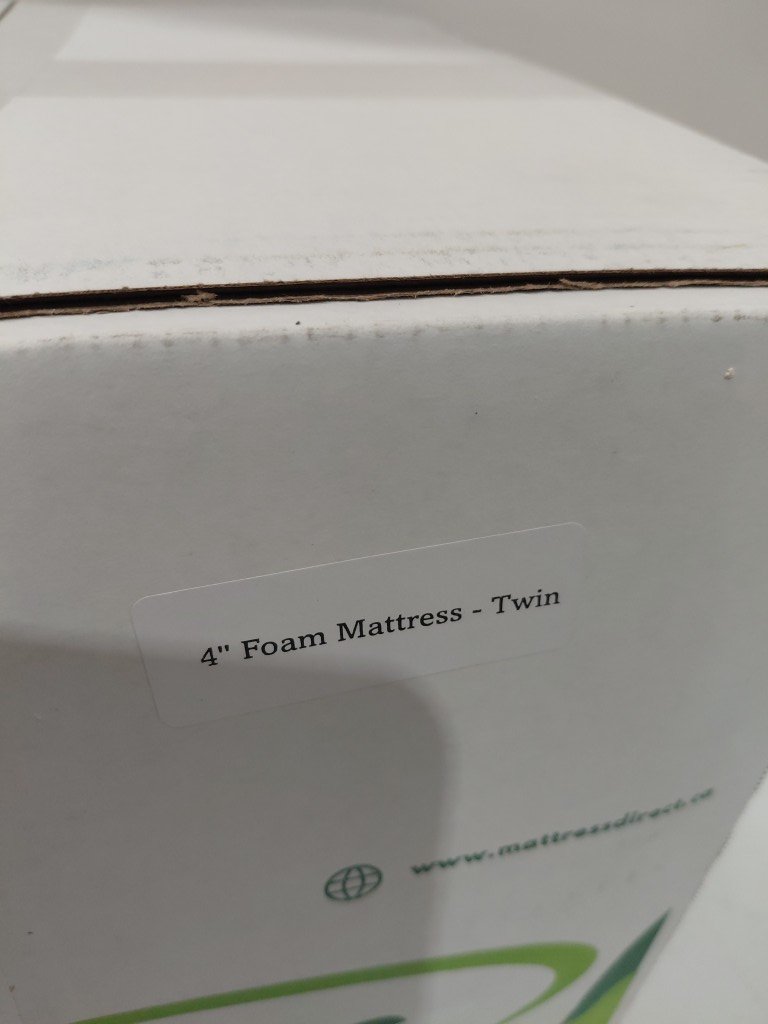 4" Foam Mattress - Twin
www.mattressdirect.ca